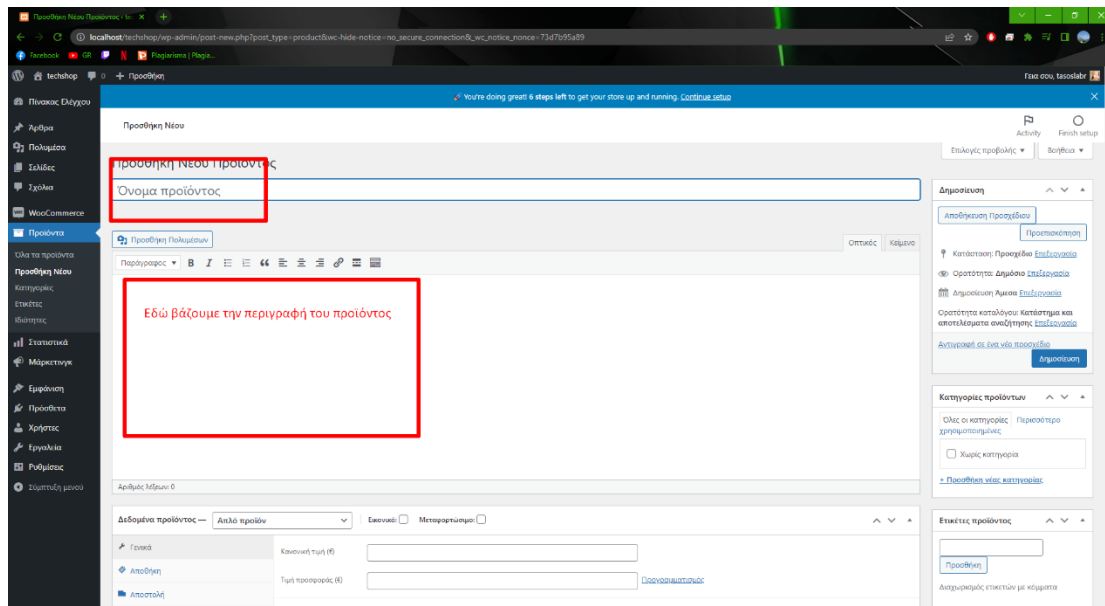 Προσθήκη Νέου Προϊόντος
localhost/techshop/wp-admin/post-new.php?post_type=product&wc-hide-notice=no_secure_connection&_wc_notice_nonce=73d7b95a89
Facebook GR Plagiarisma | Plagia...
techshop 0 + Προσθήκη
Γεια σου, tasoslabr
You're doing great! 6 steps left to get your store up and running. Continue setup
Πίνακας Ελέγχου
Άρθρα
Πολυμέσα
Σελίδες
Σχόλια
WooCommerce
Προϊόντα
Όλα τα προϊόντα
Προσθήκη Νέου
Κατηγορίες
Ετικέτες
Ιδιότητες
Στατιστικά
Μάρκετινγκ
Εμφάνιση
Πρόσθετα
Χρήστες
Εργαλεία
Ρυθμίσεις
Σύμπτυξη μενού
Προσθήκη Νέου
Activity Finish setup
Επιλογές προβολής Βοήθεια
Προσθήκη Νέου Προϊόντος
Όνομα προϊόντος
Προσθήκη Πολυμέσων
Οπτικός Κείμενο
Παράγραφος B I
Εδώ βάζουμε την περιγραφή του προϊόντος
Αριθμός λέξεων: 0
Δεδομένα προϊόντος — Απλό προϊόν Εικονικό: Μεταφορτώσιμο:
Γενικά
Αποθήκη
Αποστολή
Κανονική τιμή (€)
Τιμή προσφοράς (€) Προγραμματισμός
Δημοσίευση
Αποθήκευση Προσχέδιου
Προεπισκόπηση
Κατάσταση: Προσχέδιο Επεξεργασία
Ορατότητα: Δημόσιο Επεξεργασία
Δημοσίευση Άμεσα Επεξεργασία
Ορατότητα καταλόγου: Κατάστημα και
αποτελέσματα αναζήτησης Επεξεργασία
Αντιγραφή σε ένα νέο προσχέδιο
Δημοσίευση
Κατηγορίες προϊόντων
Όλες οι κατηγορίες Περισσότερο
χρησιμοποιημένες
Χωρίς κατηγορία
+ Προσθήκη νέας κατηγορίας
Ετικέτες προϊόντος
Προσθήκη
Διαχωρισμός ετικετών με κόμματα